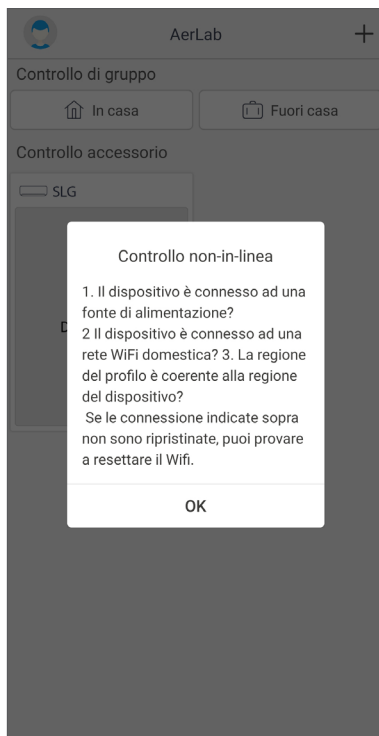 AerLab
Controllo di gruppo
In casa
Fuori casa
Controllo accessorio
SLG
D
Controllo non-in-linea
1. Il dispositivo è connesso ad una
fonte di alimentazione?
2 Il dispositivo è connesso ad una
rete WiFi domestica? 3. La regione
del profilo è coerente alla regione
del dispositivo?
Se le connessione indicate sopra
non sono ripristinate, puoi provare
a resettare il Wifi.
OK